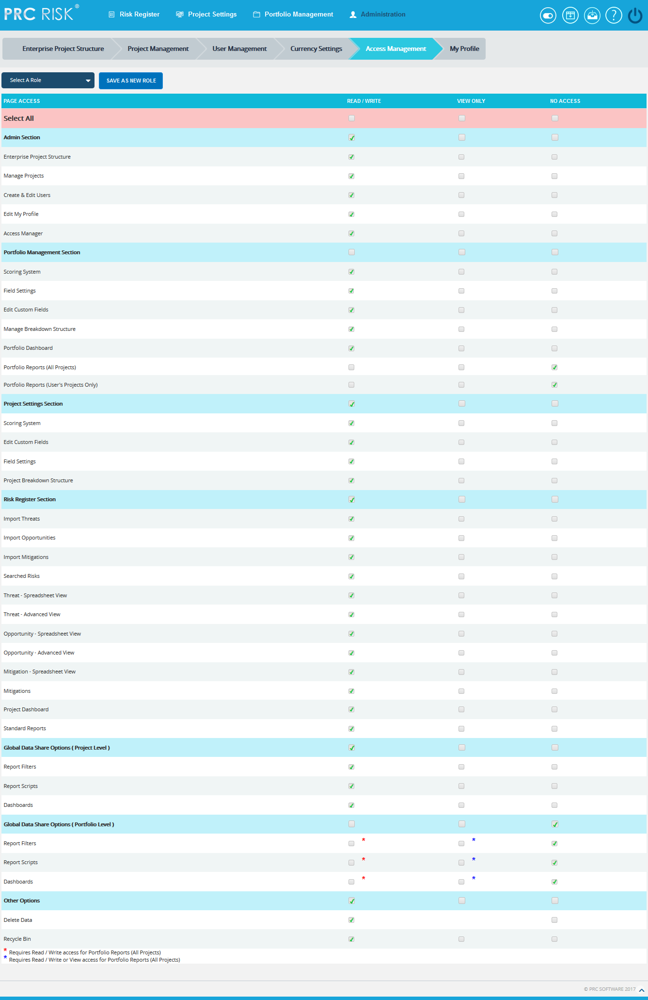 PRC RISK®
Risk Register Project Settings Portfolio Management Administration
?
Enterprise Project Structure Project Management User Management Currency Settings Access Management My Profile
Select A Role SAVE AS NEW ROLE
PAGE ACCESS READ / WRITE VIEW ONLY NO ACCESS
Select All
Admin Section
Enterprise Project Structure
Manage Projects
Create & Edit Users
Edit My Profile
Access Manager
Portfolio Management Section
Scoring System
Field Settings
Edit Custom Fields
Manage Breakdown Structure
Portfolio Dashboard
Portfolio Reports (All Projects)
Portfolio Reports (User's Projects Only)
Project Settings Section
Scoring System
Edit Custom Fields
Field Settings
Project Breakdown Structure
Risk Register Section
Import Threats
Import Opportunities
Import Mitigations
Searched Risks
Threat - Spreadsheet View
Threat - Advanced View
Opportunity - Spreadsheet View
Opportunity - Advanced View
Mitigation - Spreadsheet View
Mitigations
Project Dashboard
Standard Reports
Global Data Share Options ( Project Level )
Report Filters
Report Scripts
Dashboards
Global Data Share Options ( Portfolio Level )
Report Filters * *
Report Scripts * *
Dashboards * *
Other Options
Delete Data
Recycle Bin
* Requires Read / Write access for Portfolio Reports (All Projects)
* Requires Read / Write or View access for Portfolio Reports (All Projects)
© PRC SOFTWARE 2017